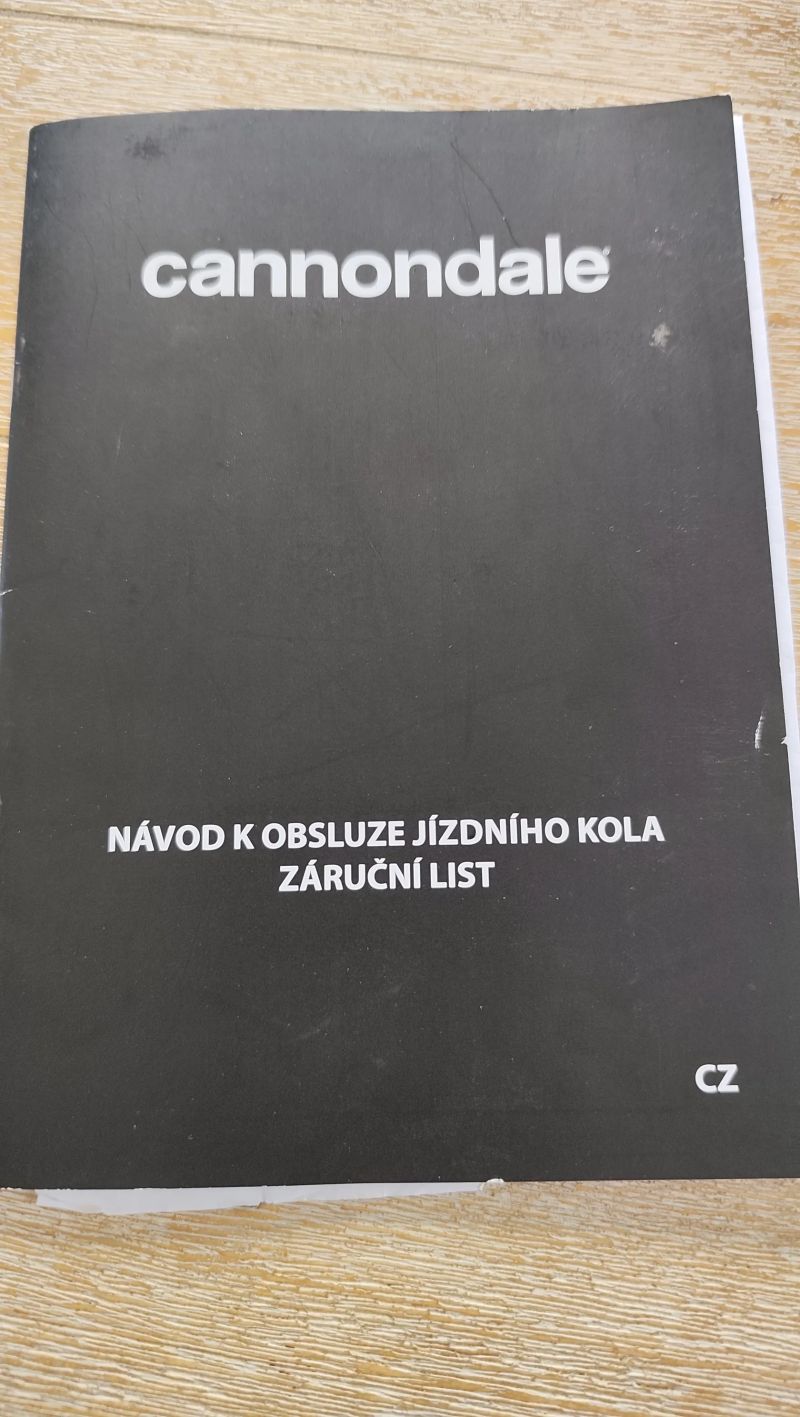 cannondale
NÁVOD K OBSLUZE JÍZDNÍHO KOLA
ZÁRUČNÍ LIST
CZ